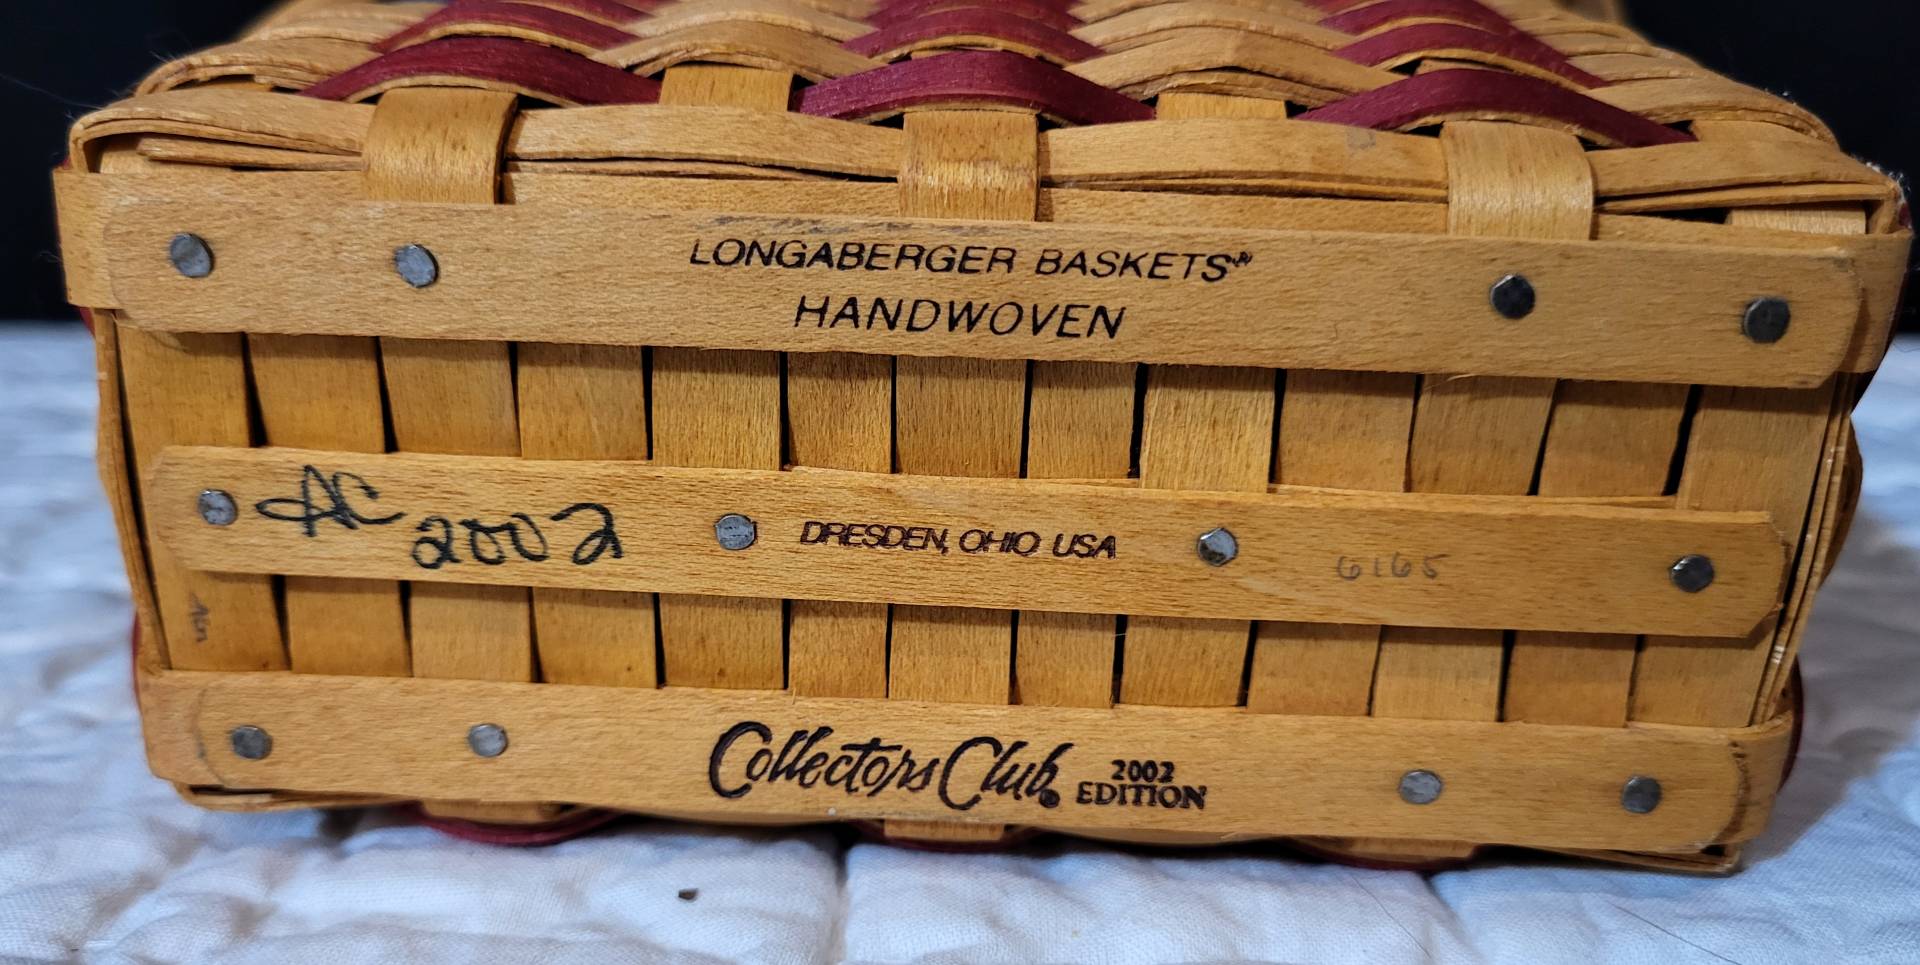 LONGABERGER BASKETS®
HANDWOVEN
AC
2002
DRESDEN, OHIO USA
6165
Collectors Club®
2002
EDITION